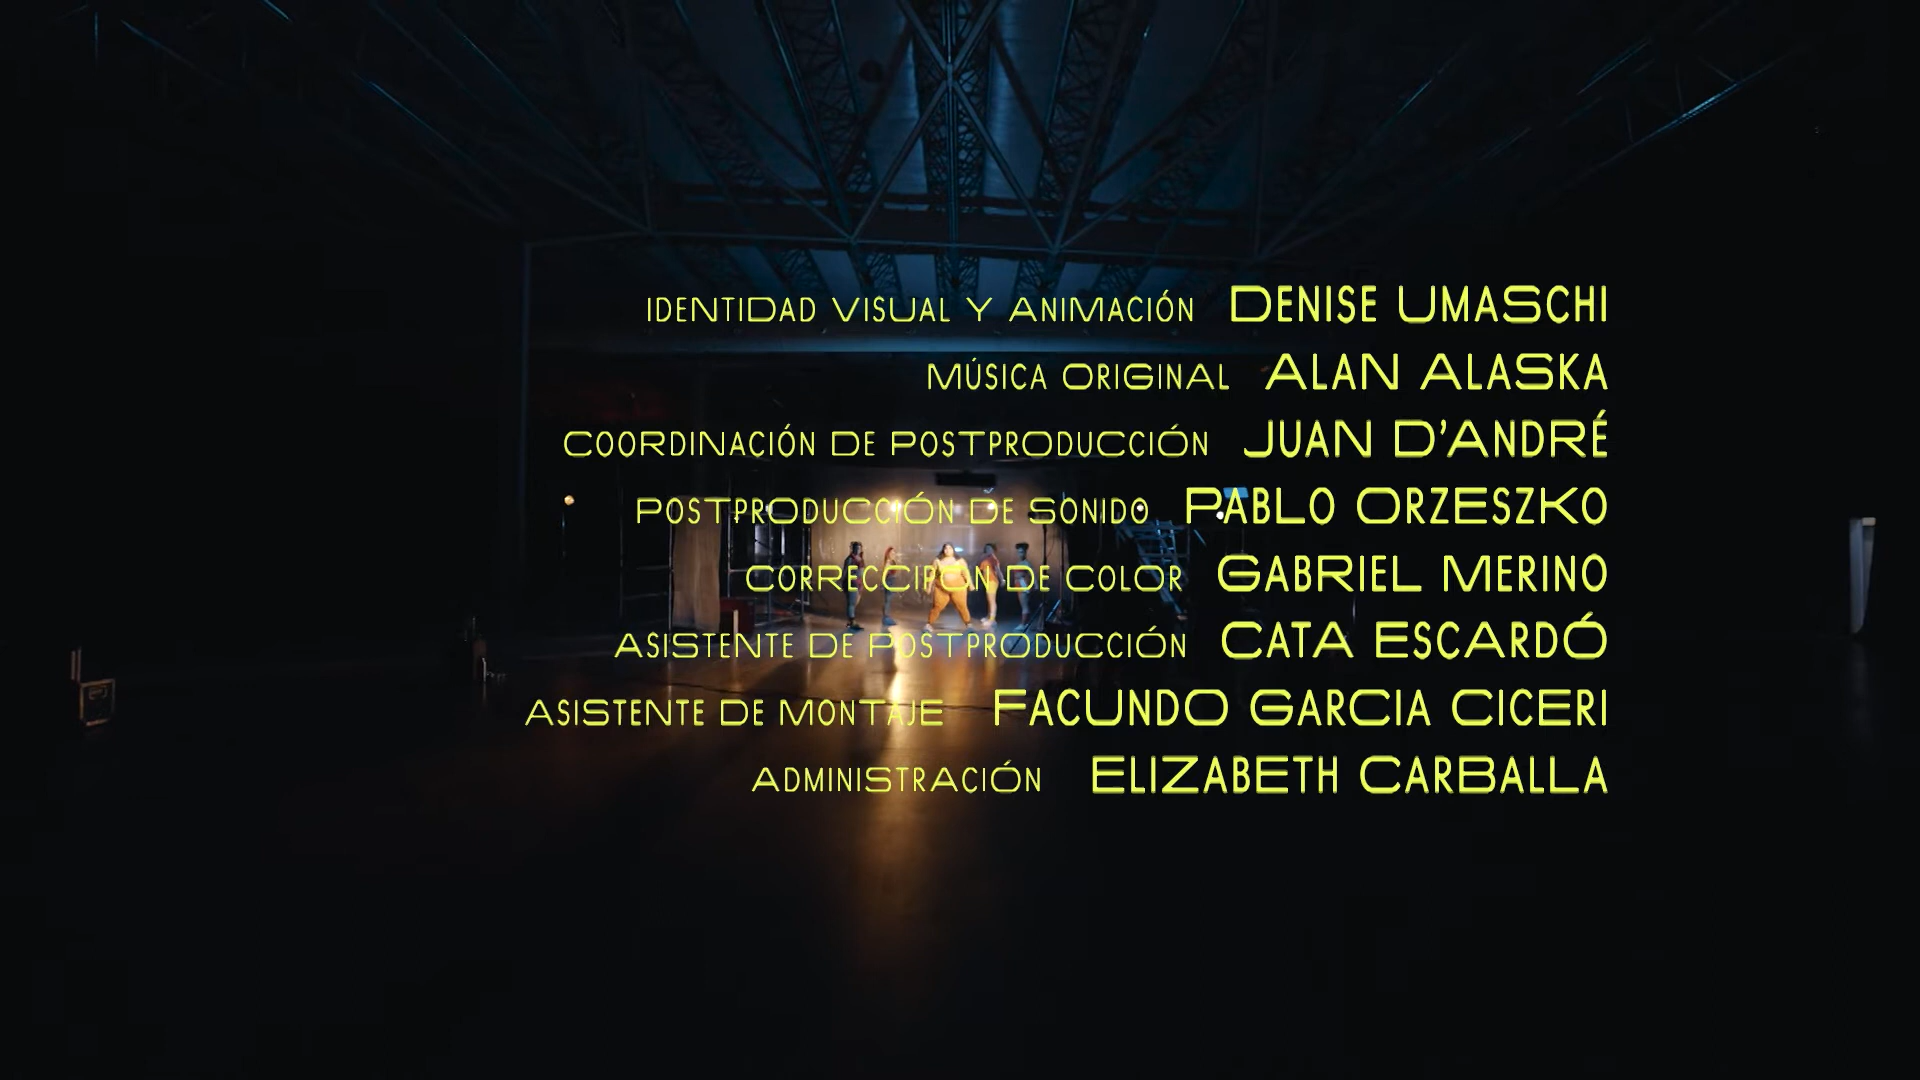 IDENTIDAD VISUAL Y ANIMACIÓN DENISE UMASCHI
MÚSICA ORIGINAL ALAN ALASKA
COORDINACIÓN DE POSTPRODUCCIÓN JUAN D'ANDRÉ
POSTPRODUCCIÓN DE SONIDO PABLO ORZESZKO
CORRECCIPÓN DE COLOR GABRIEL MERINO
ASISTENTE DE POSTPRODUCCIÓN CATA ESCARDÓ
ASISTENTE DE MONTAJE FACUNDO GARCIA CICERI
ADMINISTRACIÓN ELIZABETH CARBALLA